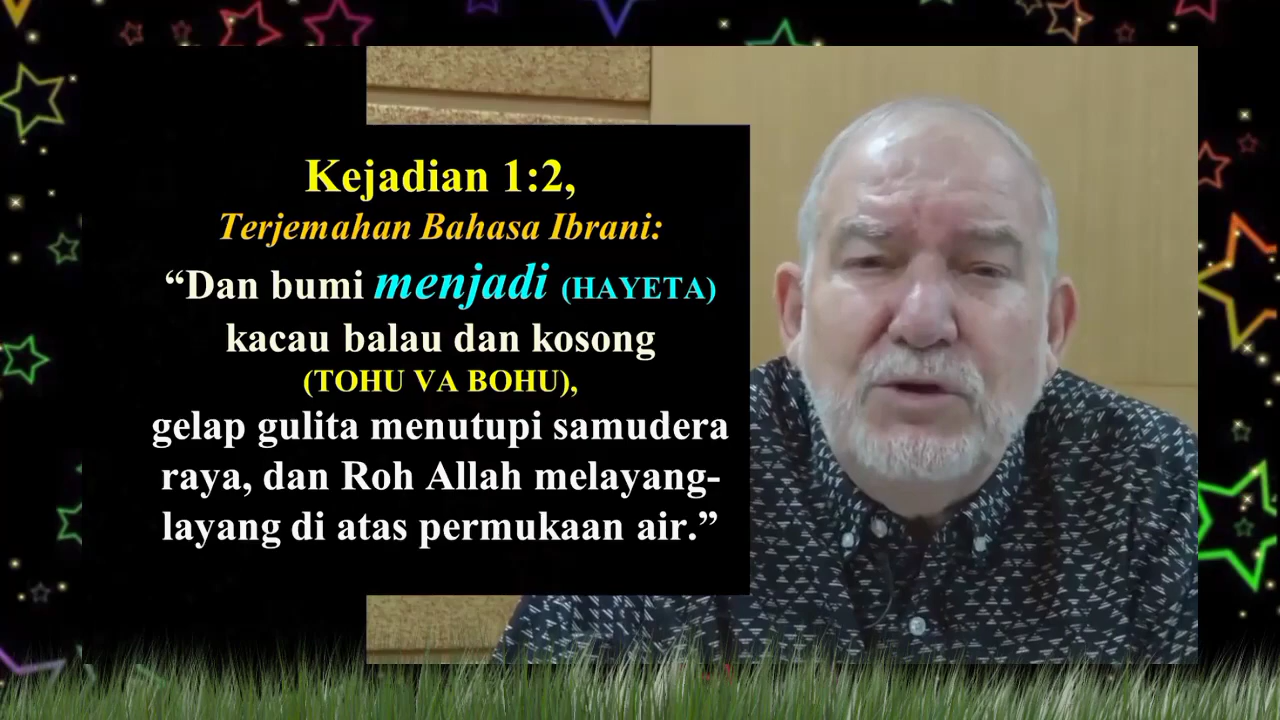 Kejadian 1:2,
Terjemahan Bahasa Ibrani:
“Dan bumi menjadi (HAYETA)
kacau balau dan kosong
(TOHU VA BOHU),
gelap gulita menutupi samudera
raya, dan Roh Allah melayang-
layang di atas permukaan air.”